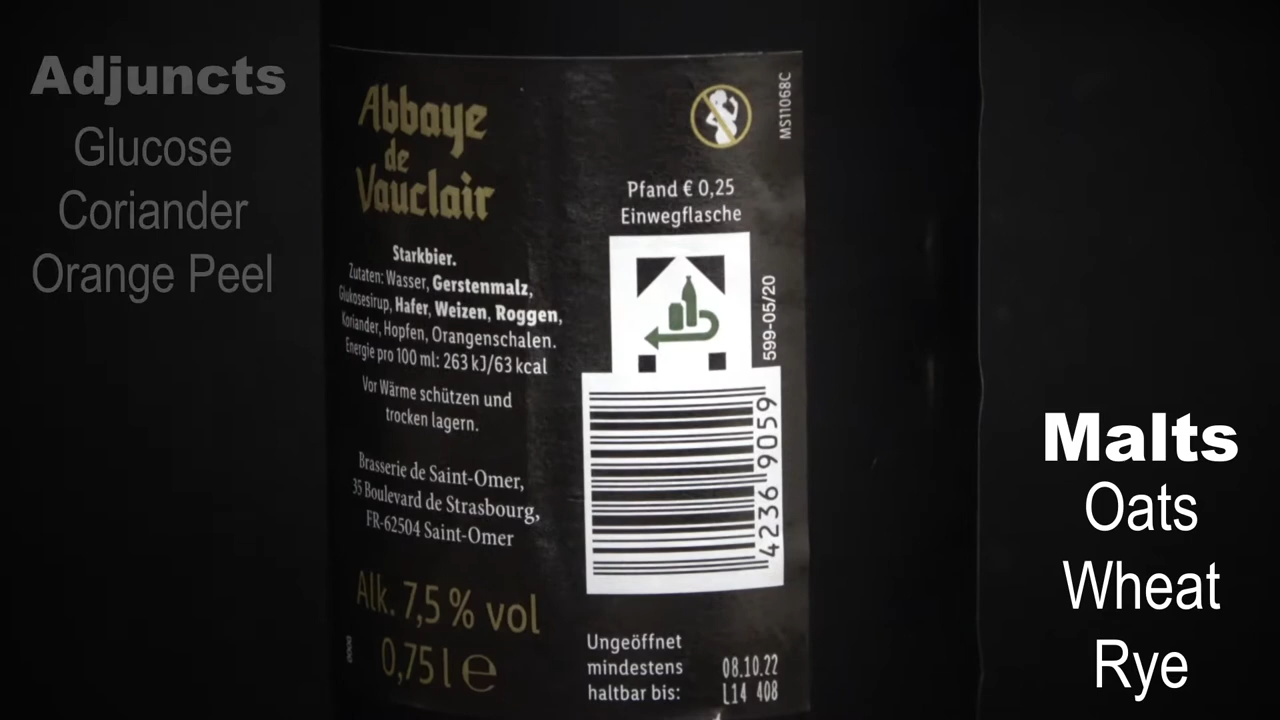 Adjuncts
Glucose
Coriander
Orange Peel
Abbaye
de
Vauclair
Starkbier.
Zutaten: Wasser, Gerstenmalz,
Glukosesirup, Hafer, Weizen, Roggen,
Koriander, Hopfen, Orangenschalen.
Energie pro 100 ml: 263 kJ/63 kcal
Vor Wärme schützen und
trocken lagern.
Brasserie de Saint-Omer,
35 Boulevard de Strasbourg,
FR-62504 Saint-Omer
Alk. 7,5 % vol
0,75 l e
0000
MS11068C
Pfand € 0,25
Einwegflasche
599-05/20
4236 9059
Ungeöffnet
mindestens
haltbar bis:
08.10.22
L14 408
Malts
Oats
Wheat
Rye